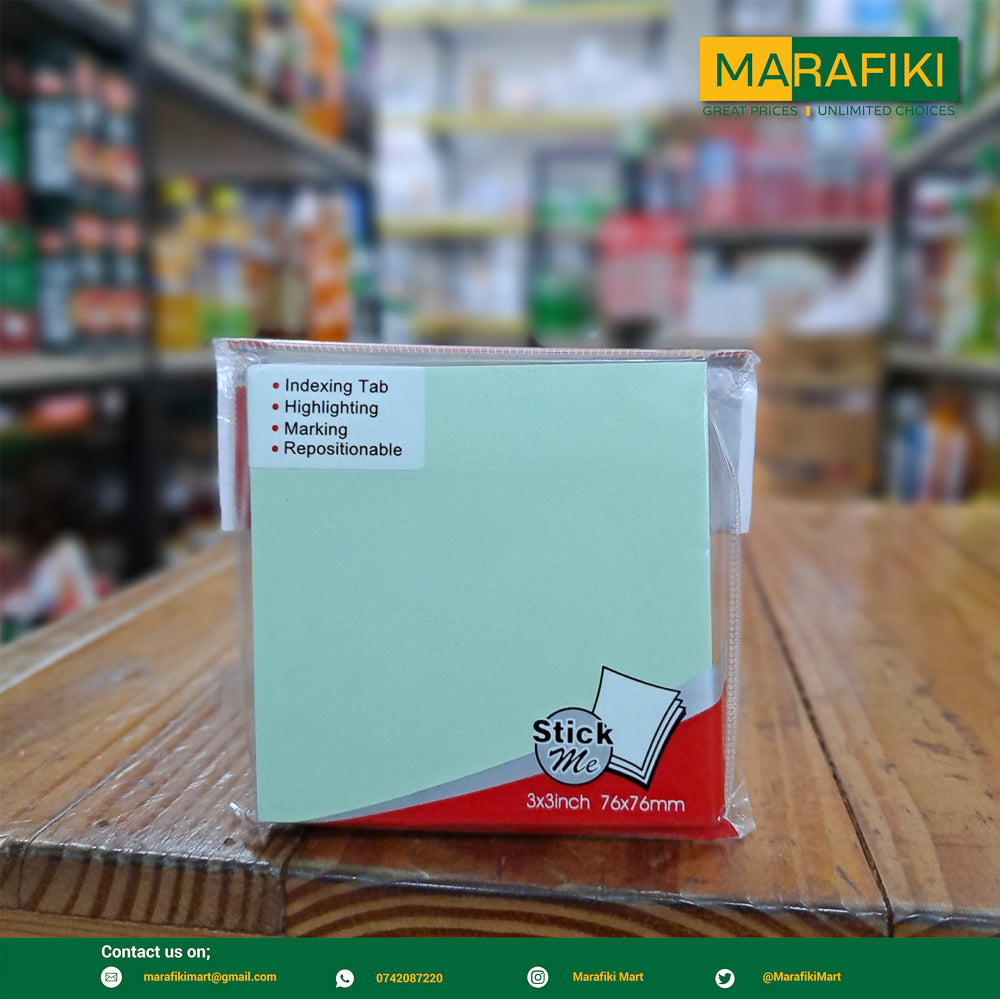 MARAFIKI
GREAT PRICES | UNLIMITED CHOICES
• Indexing Tab
• Highlighting
• Marking
• Repositionable
Stick
Me
3x3inch 76x76mm
Contact us on;
marafikimart@gmail.com 0742087220 Marafiki Mart @MarafikiMart